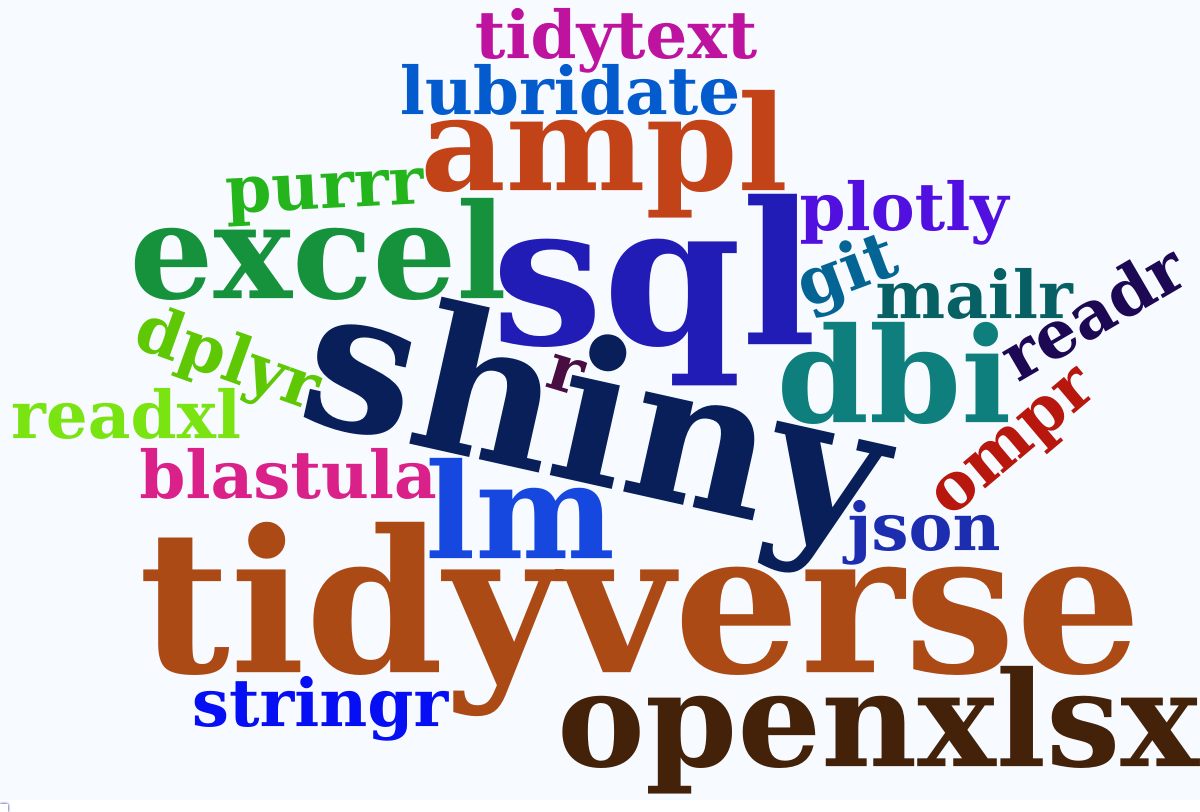 tidytext
lubridate
ampl
purrr
plotly
excel
sql
git
mailr
readr
dplyr
shiny
r
dbi
ompr
readxl
blastula
lm
json
tidyverse
stringr
openxlsx